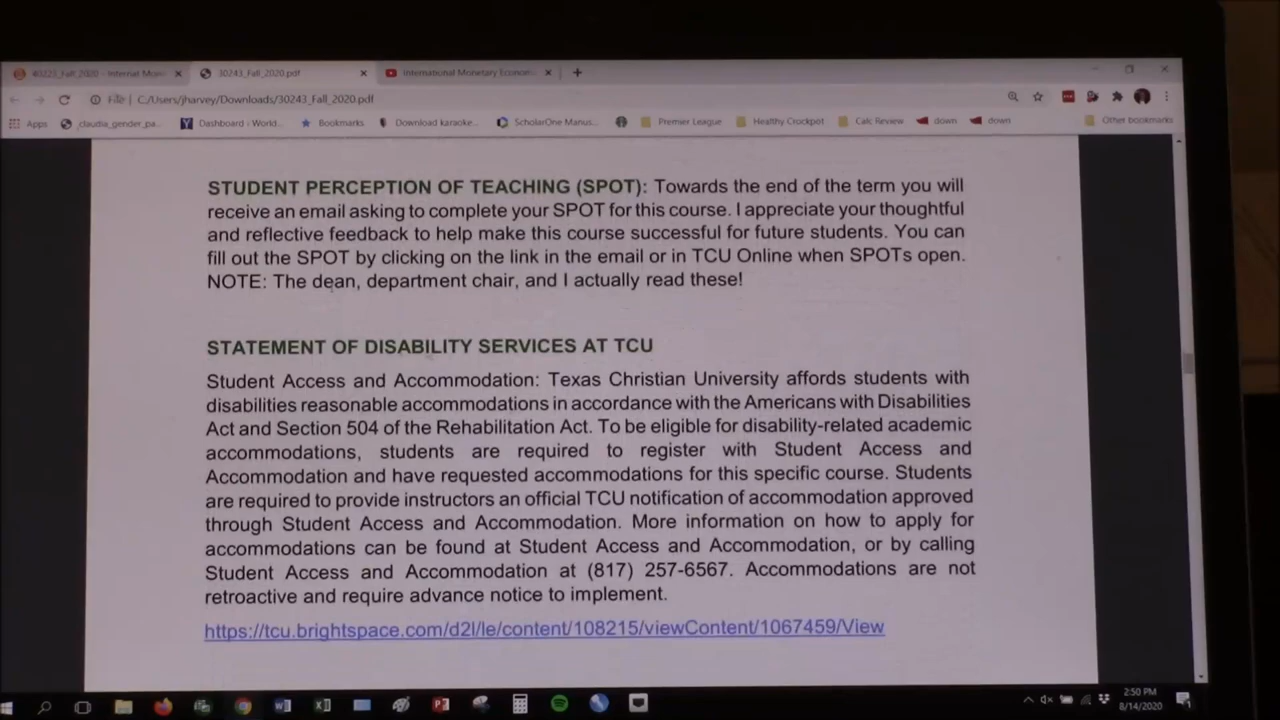 40223_Fall_2020 - Internal Mone
30243_Fall_2020.pdf
International Monetary Econom
File
C:/Users/jharvey/Downloads/30243_Fall_2020.pdf
Apps
claudia_gender_pa...
Dashboard - World...
Bookmarks
Download karaoke...
ScholarOne Manus...
Premier League
Healthy Crockpot
Calc Review
down
down
Other bookmarks
STUDENT PERCEPTION OF TEACHING (SPOT): Towards the end of the term you will
receive an email asking to complete your SPOT for this course. I appreciate your thoughtful
and reflective feedback to help make this course successful for future students. You can
fill out the SPOT by clicking on the link in the email or in TCU Online when SPOTs open.
NOTE: The dean, department chair, and I actually read these!
STATEMENT OF DISABILITY SERVICES AT TCU
Student Access and Accommodation: Texas Christian University affords students with
disabilities reasonable accommodations in accordance with the Americans with Disabilities
Act and Section 504 of the Rehabilitation Act. To be eligible for disability-related academic
accommodations, students are required to register with Student Access and
Accommodation and have requested accommodations for this specific course. Students
are required to provide instructors an official TCU notification of accommodation approved
through Student Access and Accommodation. More information on how to apply for
accommodations can be found at Student Access and Accommodation, or by calling
Student Access and Accommodation at (817) 257-6567. Accommodations are not
retroactive and require advance notice to implement.
https://tcu.brightspace.com/d2l/le/content/108215/viewContent/1067459/View
2:50 PM
8/14/2020